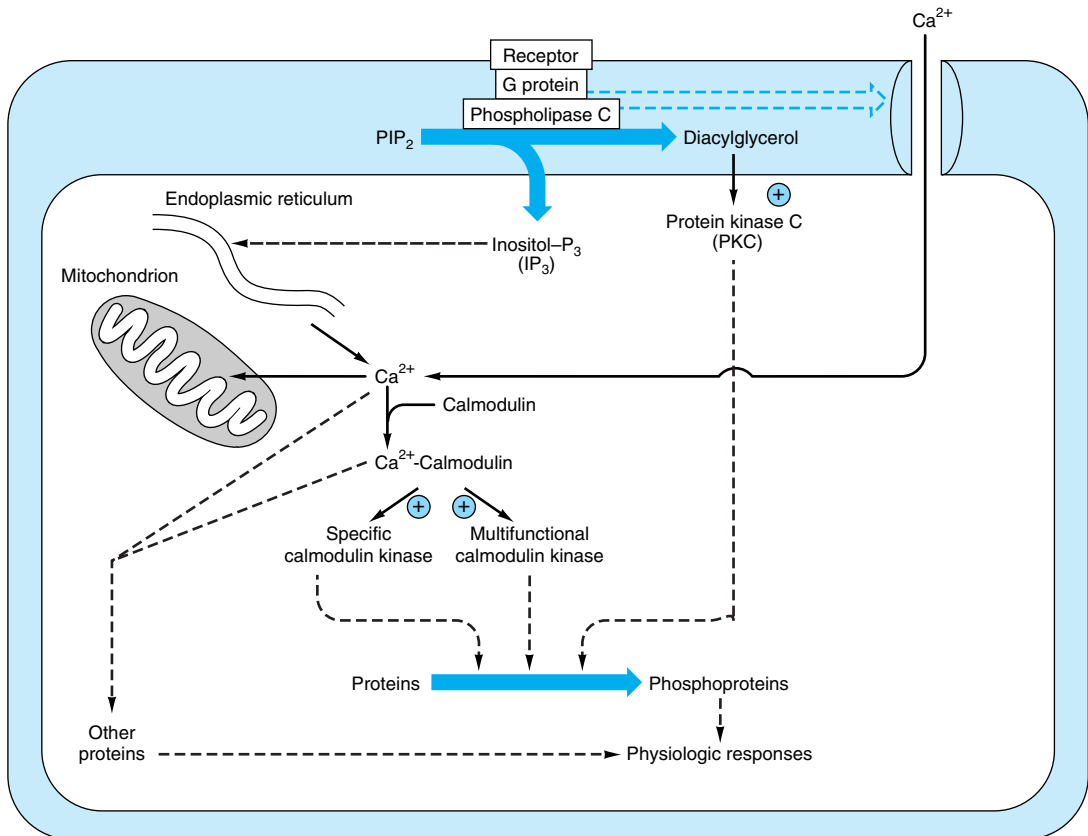 Ca²⁺
Receptor
G protein
Phospholipase C
PIP₂
Diacylglycerol
+
Endoplasmic reticulum
Protein kinase C
(PKC)
Inositol–P₃
(IP₃)
Mitochondrion
Ca²⁺
Calmodulin
Ca²⁺-Calmodulin
+
+
Specific
calmodulin kinase
Multifunctional
calmodulin kinase
Proteins
Phosphoproteins
Other
proteins
Physiologic responses